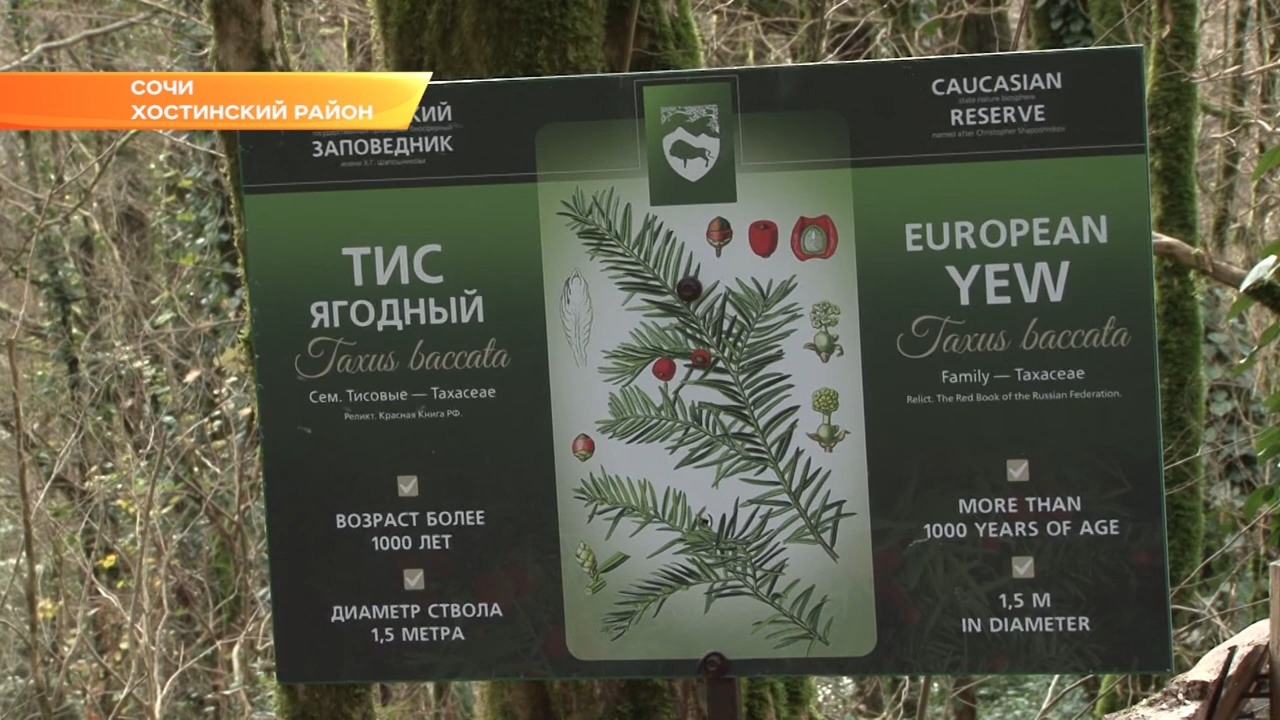 СОЧИ
ХОСТИНСКИЙ РАЙОН
ЗАПОВЕДНИК
имени Х.Г. Шапошникова
CAUCASIAN
state nature biosphere
RESERVE
named after Christopher Shaposhnikov
ТИС
ЯГОДНЫЙ
Taxus baccata
Сем. Тисовые — Taxaceae
Реликт. Красная Книга РФ.
ВОЗРАСТ БОЛЕЕ
1000 ЛЕТ
ДИАМЕТР СТВОЛА
1,5 МЕТРА
EUROPEAN
YEW
Taxus baccata
Family — Taxaceae
Relict. The Red Book of the Russian Federation.
MORE THAN
1000 YEARS OF AGE
1,5 M
IN DIAMETER